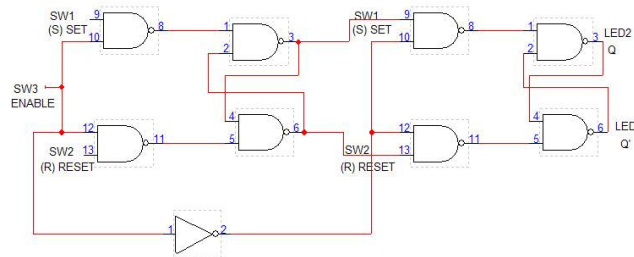 SW1
(S) SET
9
10
8
1
2
3
SW1
(S) SET
9
10
8
1
2
3
LED2
Q
SW3
ENABLE
12
13
11
SW2
(R) RESET
4
5
6
12
13
11
SW2
(R) RESET
4
5
6
LED
Q'
1
2